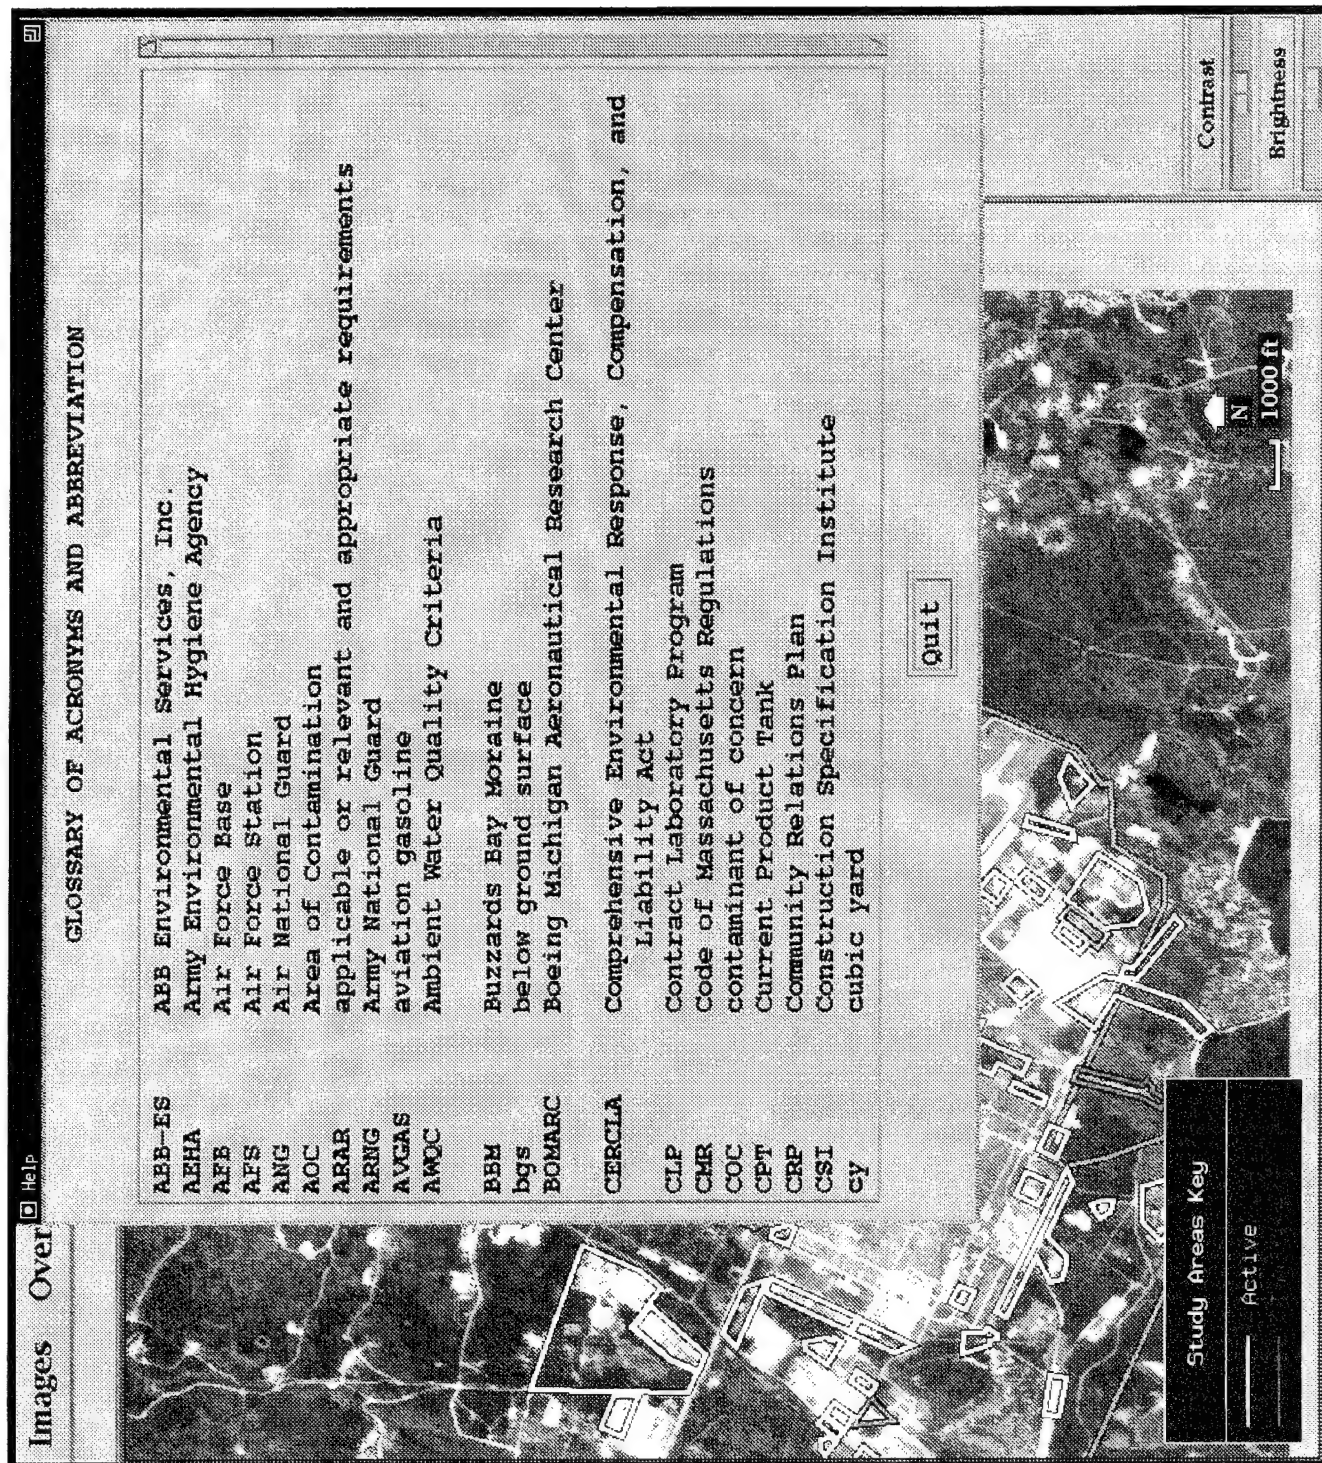 Help
Images Over
GLOSSARY OF ACRONYMS AND ABBREVIATION
ABB-ES ABB Environmental Services, Inc.
AEHA Army Environmental Hygiene Agency
AFB Air Force Base
AFS Air Force Station
ANG Air National Guard
AOC Area of Contamination
ARAR applicable or relevant and appropriate requirements
ARNG Army National Guard
AVGAS aviation gasoline
AWQC Ambient Water Quality Criteria
BBM Buzzards Bay Moraine
bgs below ground surface
BOMARC Boeing Michigan Aeronautical Research Center
CERCLA Comprehensive Environmental Response, Compensation, and
Liability Act
CLP Contract Laboratory Program
CMR Code of Massachusetts Regulations
COC contaminant of concern
CPT Current Product Tank
CRP Community Relations Plan
CSI Construction Specification Institute
cy cubic yard
Quit
Contrast
Brightness
N
1000 ft
Study Areas Key
Active